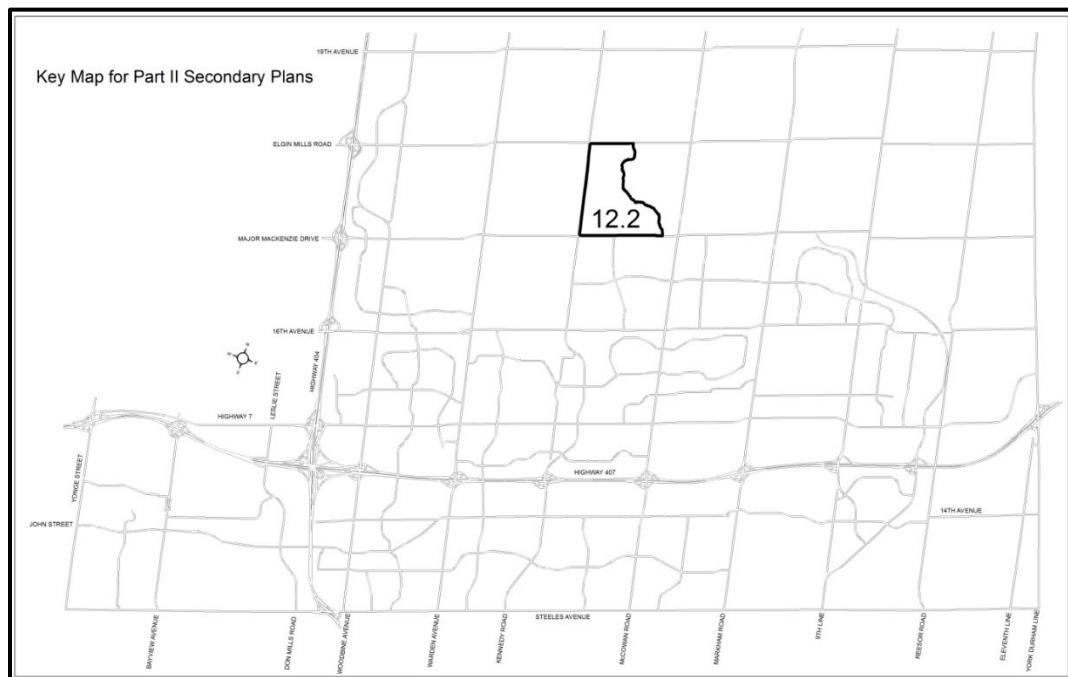 19TH AVENUE
Key Map for Part II Secondary Plans
ELGIN MILLS ROAD
12.2
MAJOR MACKENZIE DRIVE
16TH AVENUE
HIGHWAY 404
LESLIE STREET
HIGHWAY 7
YONGE STREET
HIGHWAY 407
JOHN STREET
14TH AVENUE
STEELES AVENUE
BAYVIEW AVENUE
DON MILLS ROAD
WOODBINE AVENUE
WARDEN AVENUE
KENNEDY ROAD
McCOWAN ROAD
MARKHAM ROAD
9TH LINE
REESOR ROAD
ELEVENTH LINE
YORK DURHAM LINE